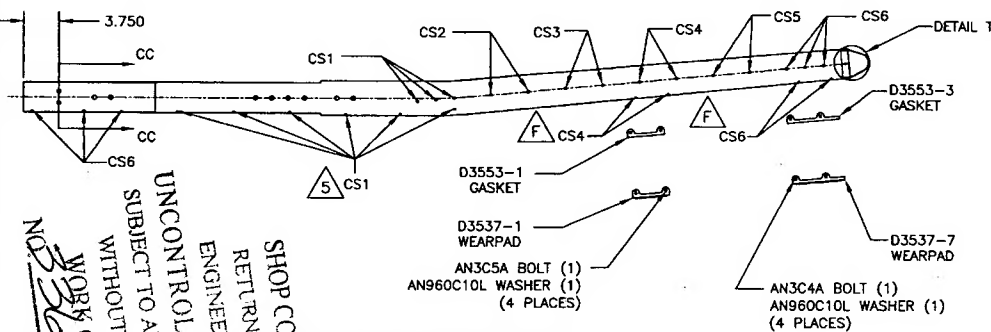 3.750
CC
CC
CS6
CS1
5 CS1
CS2
CS3
CS4
CS5
CS6
DETAIL T
F
CS4
F
CS6
D3553-3
GASKET
D3553-1
GASKET
D3537-1
WEARPAD
AN3C5A BOLT (1)
AN960C10L WASHER (1)
(4 PLACES)
D3537-7
WEARPAD
AN3C4A BOLT (1)
AN960C10L WASHER (1)
(4 PLACES)
SHOP CO
RETURN
ENGINEE
UNCONTROL
SUBJECT TO A
WITHOUT
WORK
NO.